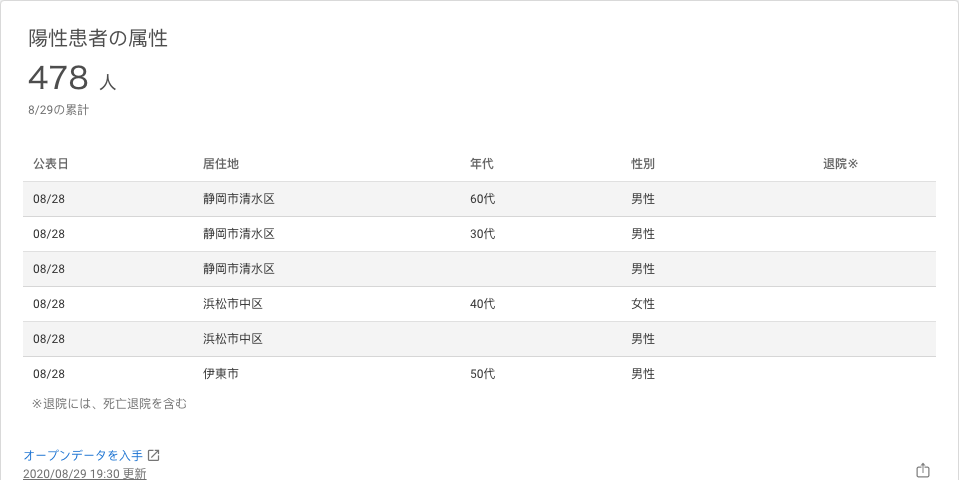 陽性患者の属性
478 人
8/29の累計
公表日 居住地 年代 性別 退院※
08/28 静岡市清水区 60代 男性
08/28 静岡市清水区 30代 男性
08/28 静岡市清水区 男性
08/28 浜松市中区 40代 女性
08/28 浜松市中区 男性
08/28 伊東市 50代 男性
※退院には、死亡退院を含む
オープンデータを入手
2020/08/29 19:30 更新